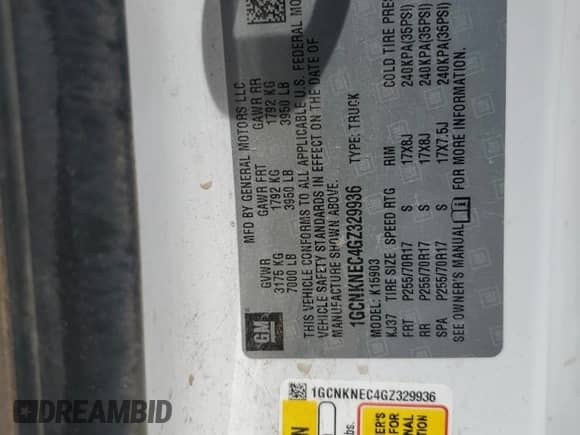 MFD BY GENERAL MOTORS LLC
GVWR GAWR FRT GAWR RR
3175 KG 1792 KG 1792 KG
7000 LB 3950 LB 3950 LB
THIS VEHICLE CONFORMS TO ALL APPLICABLE U.S. FEDERAL MO
VEHICLE SAFETY STANDARDS IN EFFECT ON THE DATE OF
MANUFACTURE SHOWN ABOVE.
1GCNKNEC4GZ329936 TYPE: TRUCK
MODEL: K15903
KJ37 TIRE SIZE SPEED RTG RIM COLD TIRE PRES
FRT P255/70R17 S 17X8J 240KPA(35PSI)
RR P255/70R17 S 17X8J 240KPA(35PSI)
SPA P255/70R17 S 17X7.5J 240KPA(35PSI)
SEE OWNER'S MANUAL FOR MORE INFORMATION.
GM
1GCNKNEC4GZ329936
lbs.
FOR
DREAMBID